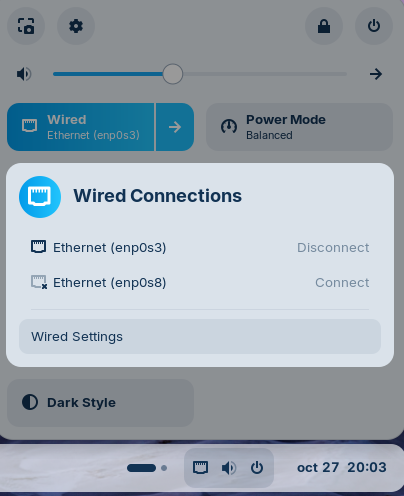 Wired
Ethernet (enp0s3)
Power Mode
Balanced
Wired Connections
Ethernet (enp0s3) Disconnect
Ethernet (enp0s8) Connect
Wired Settings
Dark Style
oct 27 20:03